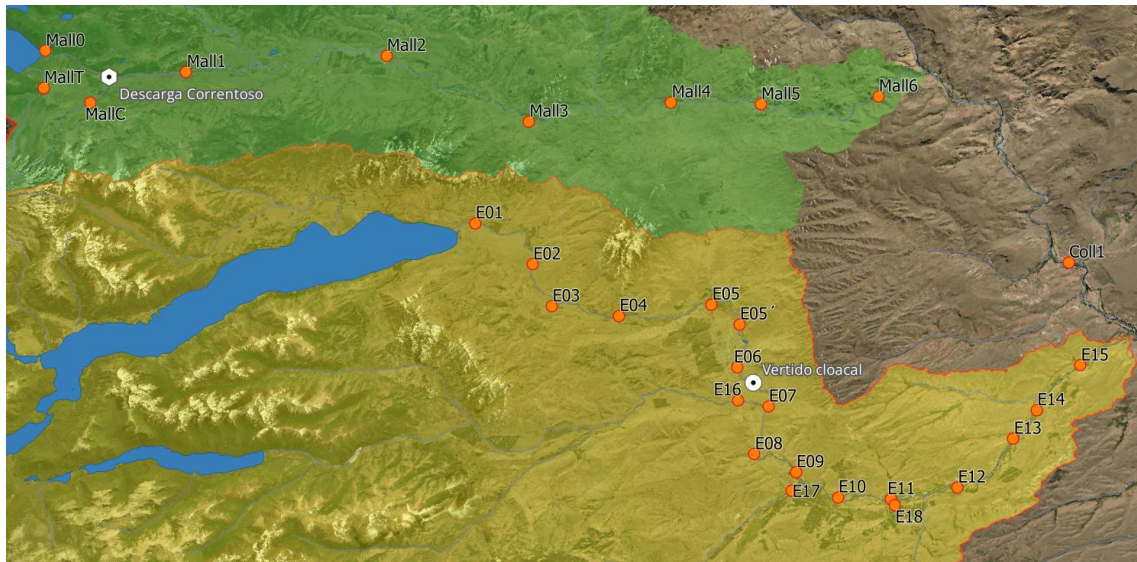 Mall0
Mall1
Mall2
MallT
Descarga Correntoso
MallC
Mall3
Mall4
Mall5
Mall6
E01
E02
E03
E04
E05
E05´
Coll1
E06
Vertido cloacal
E16
E07
E08
E09
E17
E10
E11
E18
E12
E13
E14
E15